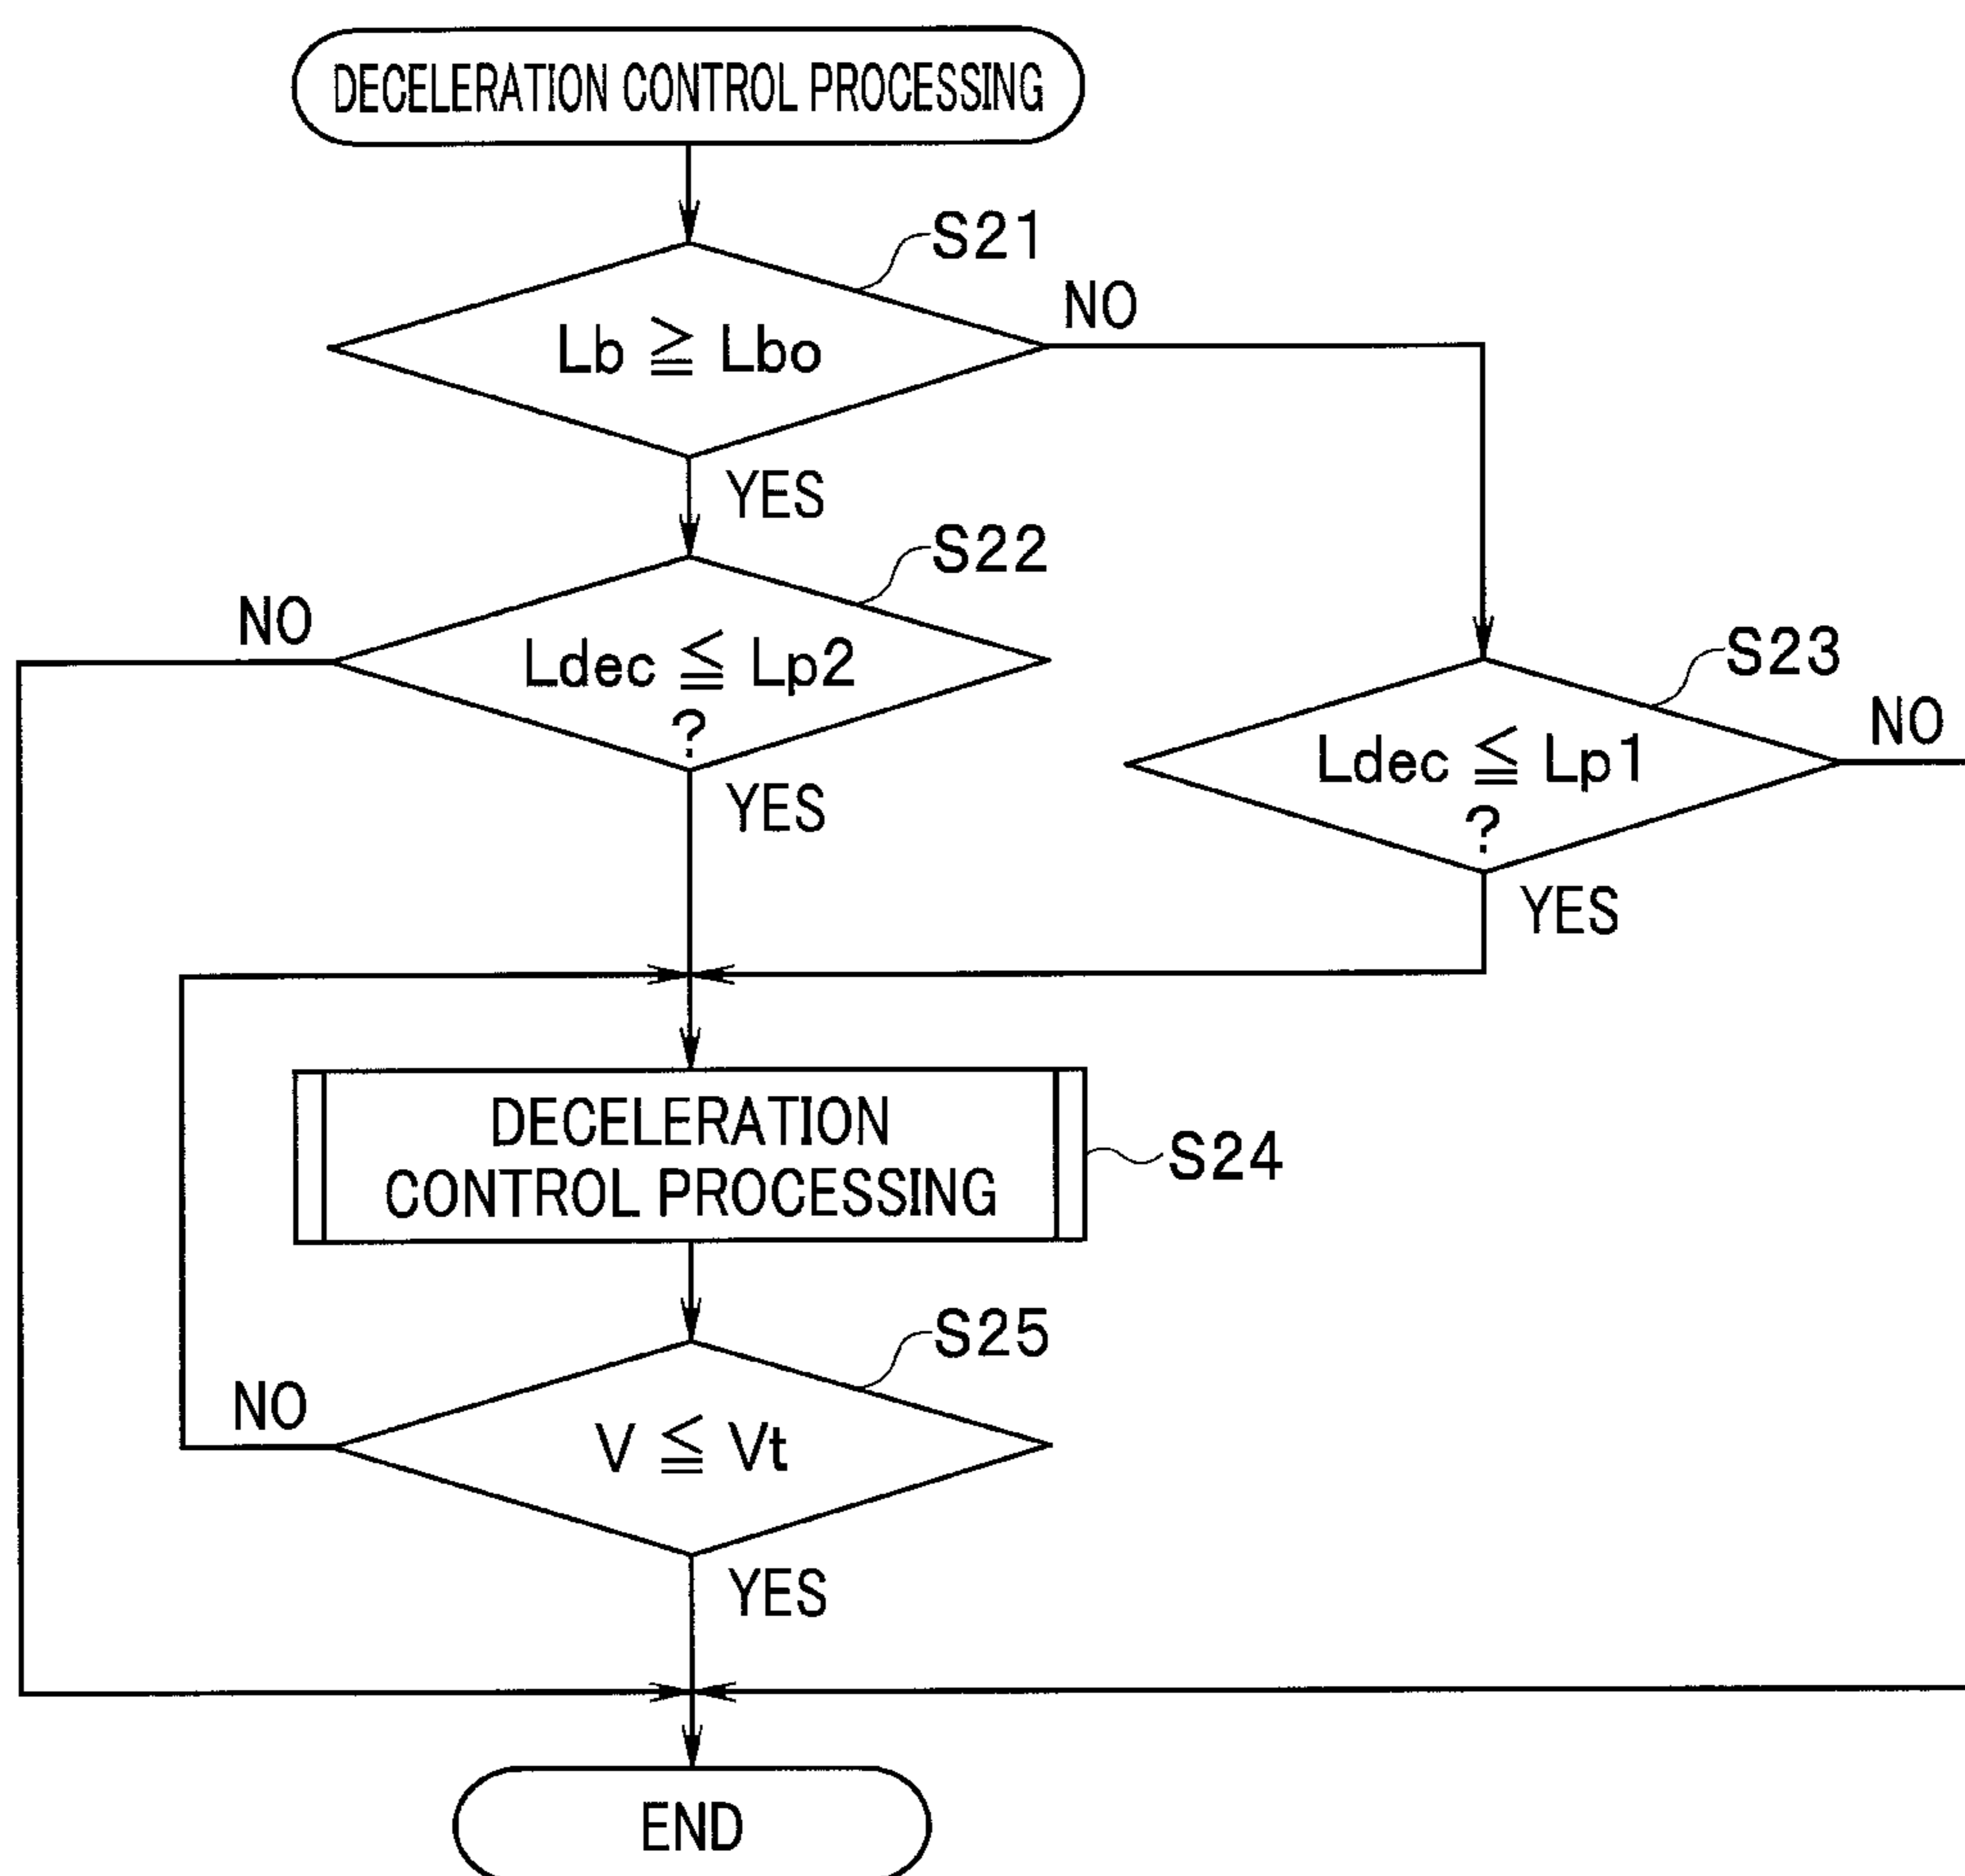 DECELERATION CONTROL PROCESSING
S21
NO
Lb ≧ Lbo
YES
S22
NO
Ldec ≦ Lp2
?
YES
S23
NO
Ldec ≦ Lp1
?
YES
DECELERATION
CONTROL PROCESSING
S24
S25
NO
V ≦ Vt
YES
END